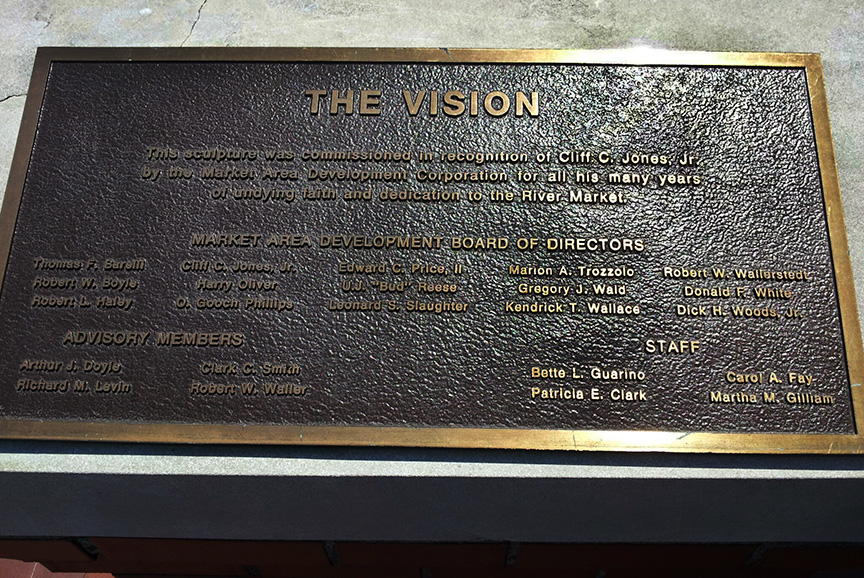 THE VISION
This sculpture was commissioned in recognition of Cliff C. Jones, Jr.
by the Market Area Development Corporation for all his many years
of undying faith and dedication to the River Market.
MARKET AREA DEVELOPMENT BOARD OF DIRECTORS
Thomas F. Barelli Cliff C. Jones, Jr. Edward C. Price, II Marion A. Trozzolo Robert W. Wallerstedt
Robert W. Boyle Harry Oliver U.J. "Bud" Reese Gregory J. Wald Donald F. White
Robert L. Haley O. Gooch Phillips Leonard S. Slaughter Kendrick T. Wallace Dick H. Woods, Jr.
ADVISORY MEMBERS STAFF
Arthur J. Doyle Clark C. Smith Bette L. Guarino Carol A. Fay
Richard M. Levin Robert W. Waller Patricia E. Clark Martha M. Gilliam